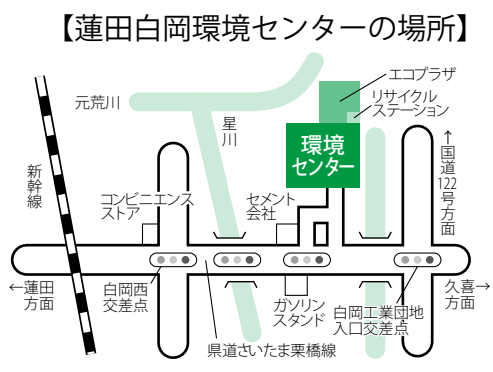 【蓮田白岡環境センターの場所】
エコプラザ
リサイクル
ステーション
元荒川
星川
環境
センター
新幹線
コンビニエンス
ストア
セメント
会社
↑国道122号方面
←蓮田
方面
白岡西
交差点
ガソリン
スタンド
白岡工業団地
入口交差点
久喜→
方面
県道さいたま栗橋線